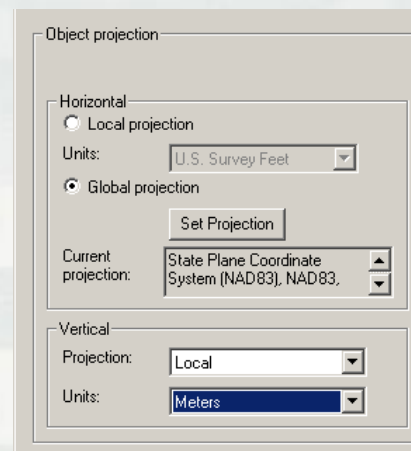 Object projection
Horizontal
Local projection
Units: U.S. Survey Feet
Global projection
Set Projection
Current projection: State Plane Coordinate
System (NAD83), NAD83,
Vertical
Projection: Local
Units: Meters